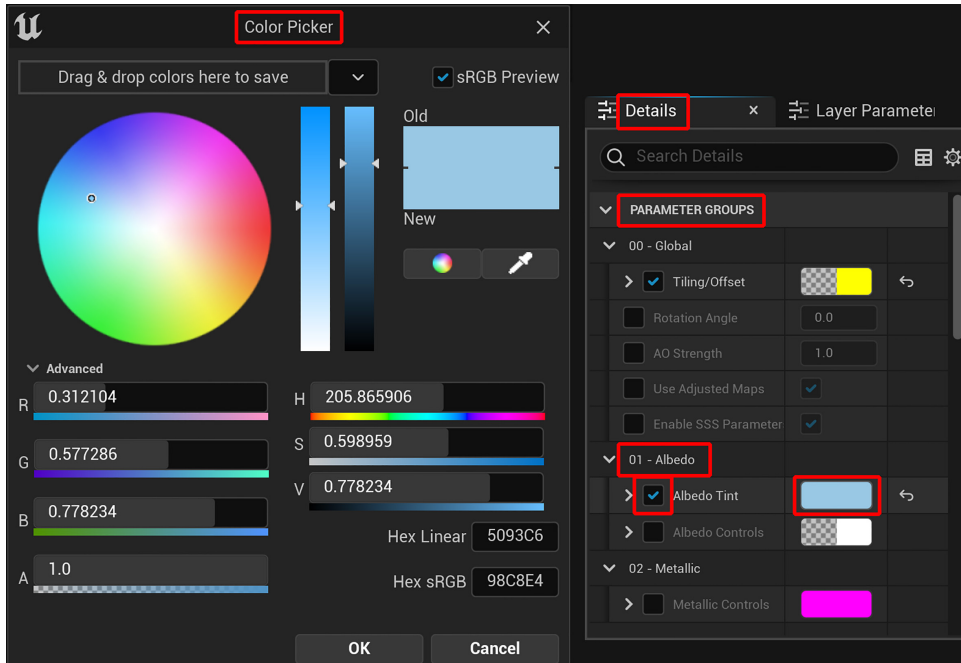 Color Picker
Drag & drop colors here to save
sRGB Preview
Old
New
Advanced
R
0.312104
G
0.577286
B
0.778234
A
1.0
H
205.865906
S
0.598959
V
0.778234
Hex Linear
5093C6
Hex sRGB
98C8E4
OK
Cancel
Details
Layer Parameter
Search Details
PARAMETER GROUPS
00 - Global
Tiling/Offset
Rotation Angle
0.0
AO Strength
1.0
Use Adjusted Maps
Enable SSS Parameter
01 - Albedo
Albedo Tint
Albedo Controls
02 - Metallic
Metallic Controls